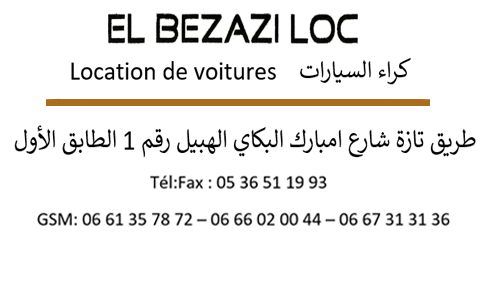 EL BEZAZI LOC
Location de voitures كراء السيارات
طريق تازة شارع امبارك البكاي الهبيل رقم 1 الطابق الأول
Tél:Fax : 05 36 51 19 93
GSM: 06 61 35 78 72 – 06 66 02 00 44 – 06 67 31 31 36